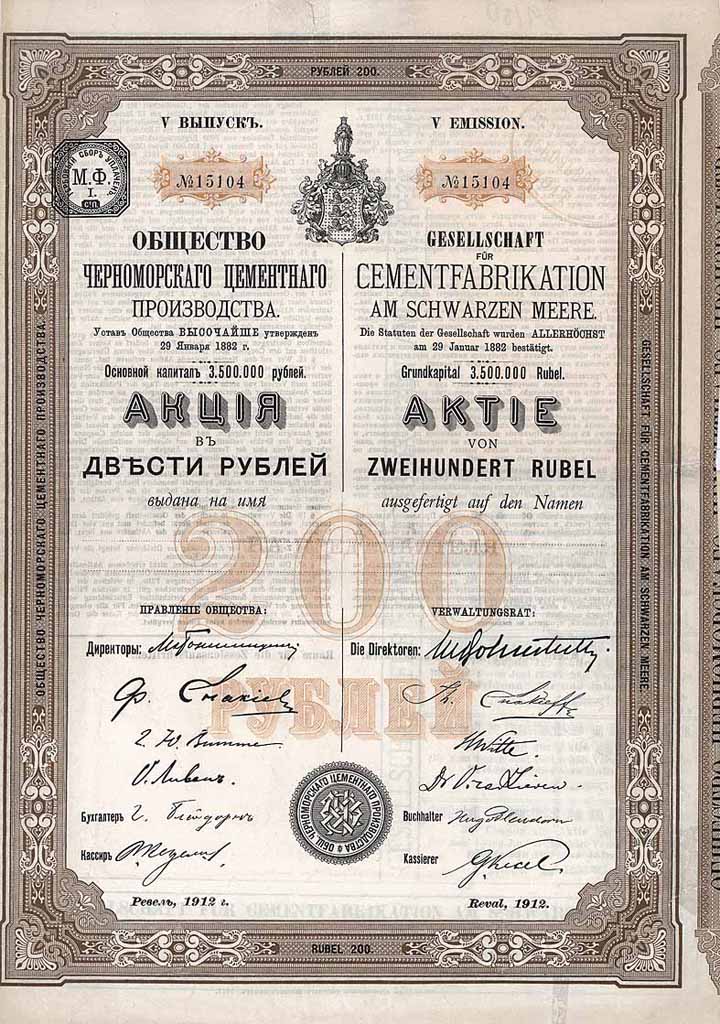 РУБЛЕЙ 200.
V ВЫПУСКЪ.
№15104
М.Ф.
I.
С\П.
ОБЩЕСТВО
ЧЕРНОМОРСКАГО ЦЕМЕНТНАГО
ПРОИЗВОДСТВА.
Уставъ Общества ВЫСОЧАЙШЕ утвержденъ
29 Января 1882 г.
Основной капиталъ 3.500.000 рублей.
АКЦІЯ
ВЪ
ДВѢСТИ РУБЛЕЙ
выдана на имя
ПРАВЛЕНІЕ ОБЩЕСТВА:
Директоры:
Бухгалтеръ
Кассиръ
Ревель, 1912 г.
V EMISSION.
№15104
GESELLSCHAFT
FÜR
CEMENTFABRIKATION
AM SCHWARZEN MEERE.
Die Statuten der Gesellschaft wurden ALLERHÖCHST
am 29 Januar 1882 bestätigt.
Grundkapital 3.500.000 Rubel.
AKTIE
VON
ZWEIHUNDERT RUBEL
ausgefertigt auf den Namen
VERWALTUNGSRAT:
Die Direktoren:
Buchhalter
Kassierer
Reval, 1912.
200
РУБЛЕЙ
ОБЩ. ЧЕРНОМОРСКАГО ЦЕМЕНТНАГО ПРОИЗВОДСТВА
RUBEL 200.
ОБЩЕСТВО ЧЕРНОМОРСКАГО ЦЕМЕНТНАГО ПРОИЗВОДСТВА.
GESELLSCHAFT FÜR CEMENTFABRIKATION AM SCHWARZEN MEERE.